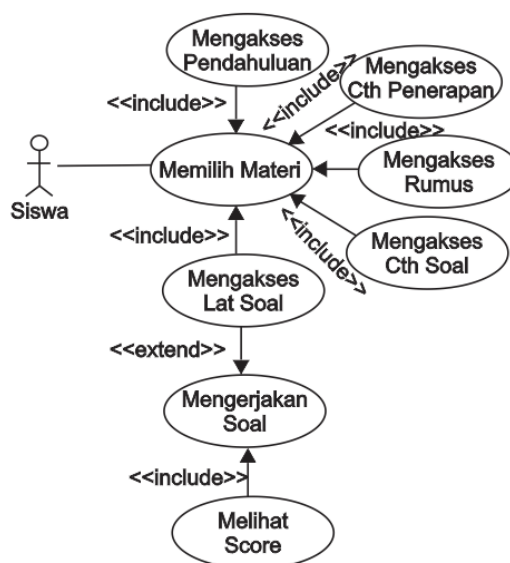 Mengakses
Pendahuluan
<<include>>
<<include>>
Mengakses
Cth Penerapan
<<include>>
Siswa
Memilih Materi
Mengakses
Rumus
<<include>>
<<include>>
Mengakses
Cth Soal
Mengakses
Lat Soal
<<extend>>
Mengerjakan
Soal
<<include>>
Melihat
Score